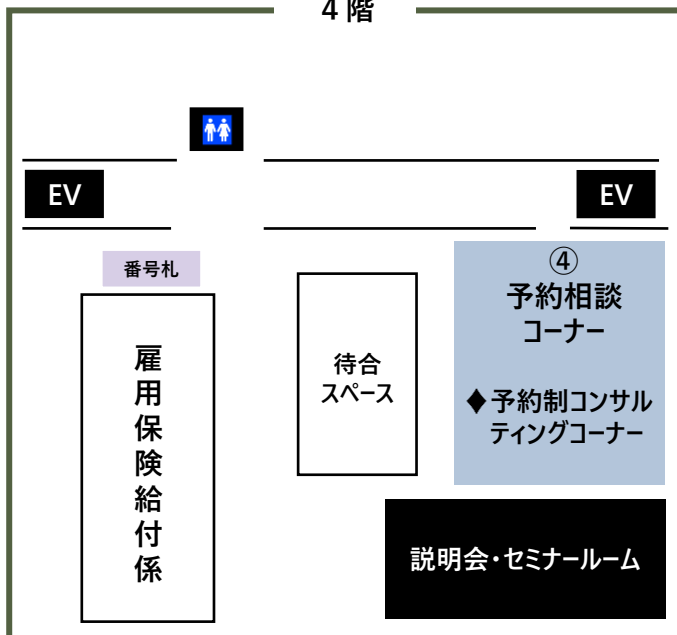 4階
EV
EV
番号札
④
予約相談
コーナー
♦予約制コンサル
ティングコーナー
待合
スペース
雇用保険給付係
説明会・セミナールーム